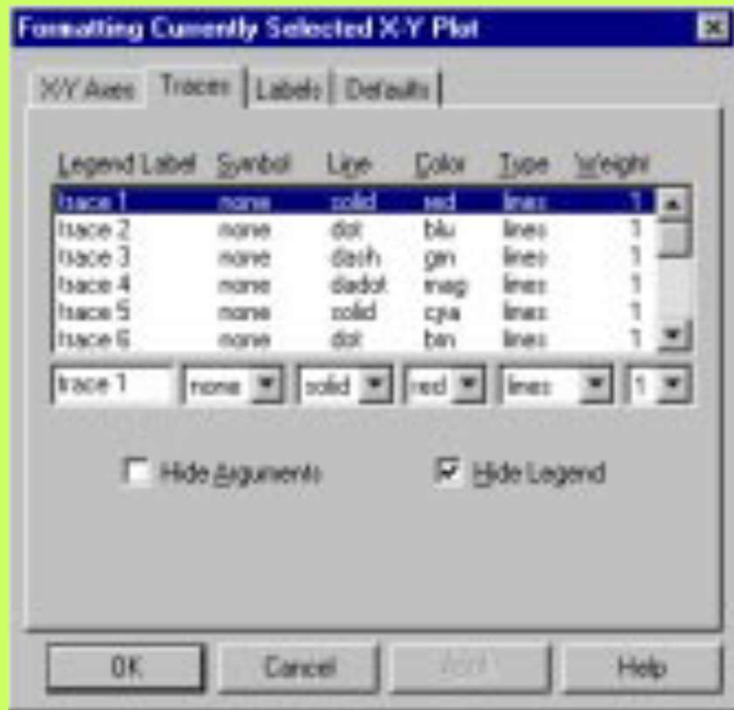 Formatting Currently Selected X-Y Plot
X-Y Axes Traces Labels Defaults
Legend Label Symbol Line Color Type Weight
trace 1 none solid red lines 1
trace 2 none dot blu lines 1
trace 3 none dash grn lines 1
trace 4 none dadot mag lines 1
trace 5 none solid cya lines 1
trace 6 none dot brn lines 1
trace 1 none solid red lines 1
Hide Arguments Hide Legend
OK Cancel Help